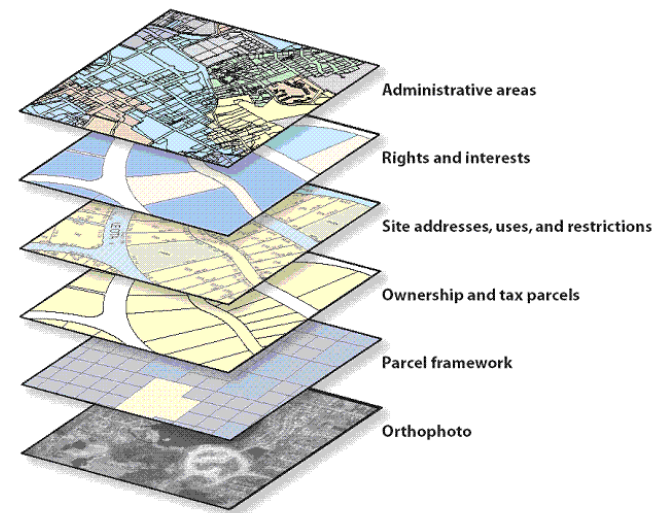 Administrative areas
Rights and interests
Site addresses, uses, and restrictions
Ownership and tax parcels
Parcel framework
Orthophoto